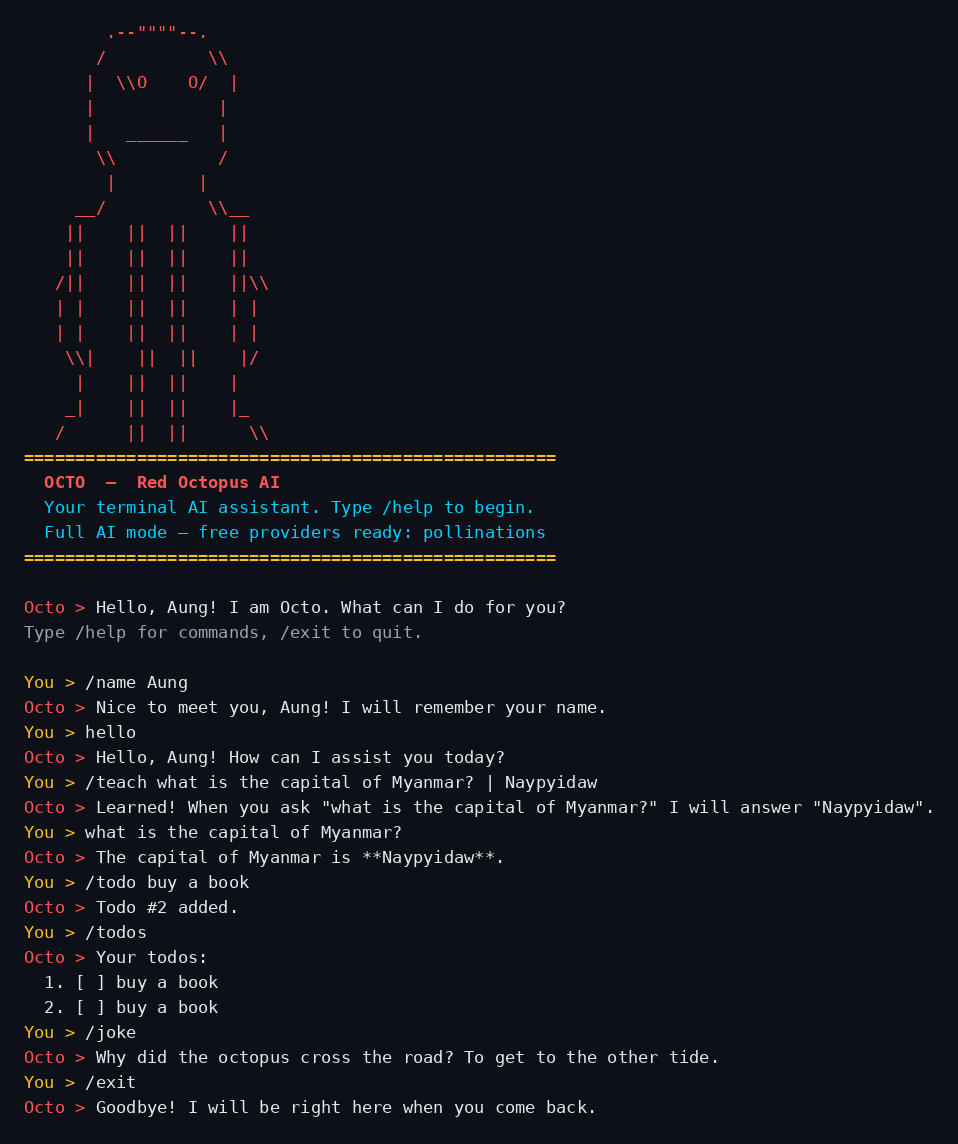 .--""""--.
        /          \\
       |  \\O    O/  |
       |            |
       |   ______   |
        \\          /
         |        |
      __/          \\__
     ||    ||  ||    ||
     ||    ||  ||    ||
    /||    ||  ||    ||\\
    | |    ||  ||    | |
    | |    ||  ||    | |
     \\|    ||  ||    |/
      |    ||  ||    |
     _|    ||  ||    |_
    /      ||  ||      \\
====================================================
  OCTO  —  Red Octopus AI
  Your terminal AI assistant. Type /help to begin.
  Full AI mode — free providers ready: pollinations
====================================================

Octo > Hello, Aung! I am Octo. What can I do for you?
Type /help for commands, /exit to quit.

You > /name Aung
Octo > Nice to meet you, Aung! I will remember your name.
You > hello
Octo > Hello, Aung! How can I assist you today?
You > /teach what is the capital of Myanmar? | Naypyidaw
Octo > Learned! When you ask "what is the capital of Myanmar?" I will answer "Naypyidaw".
You > what is the capital of Myanmar?
Octo > The capital of Myanmar is **Naypyidaw**.
You > /todo buy a book
Octo > Todo #2 added.
You > /todos
Octo > Your todos:
  1. [ ] buy a book
  2. [ ] buy a book
You > /joke
Octo > Why did the octopus cross the road? To get to the other tide.
You > /exit
Octo > Goodbye! I will be right here when you come back.